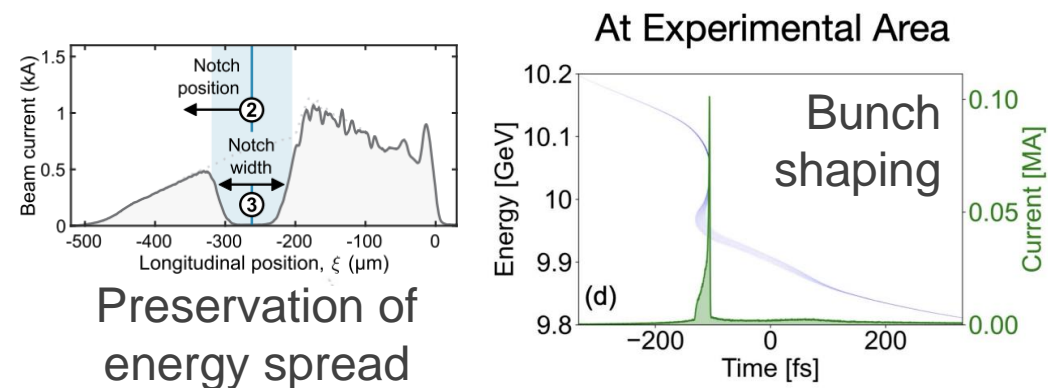 Beam current (kA)
1.5
1
0.5
0
Notch
position
2
Notch
width
3
-500
-400
-300
-200
-100
0
Longitudinal position, ξ (μm)
Preservation of
energy spread
At Experimental Area
Energy [GeV]
10.2
10.1
10
9.9
9.8
Bunch
shaping
(d)
0.10
0.05
0.00
Current [MA]
−200
0
200
Time [fs]